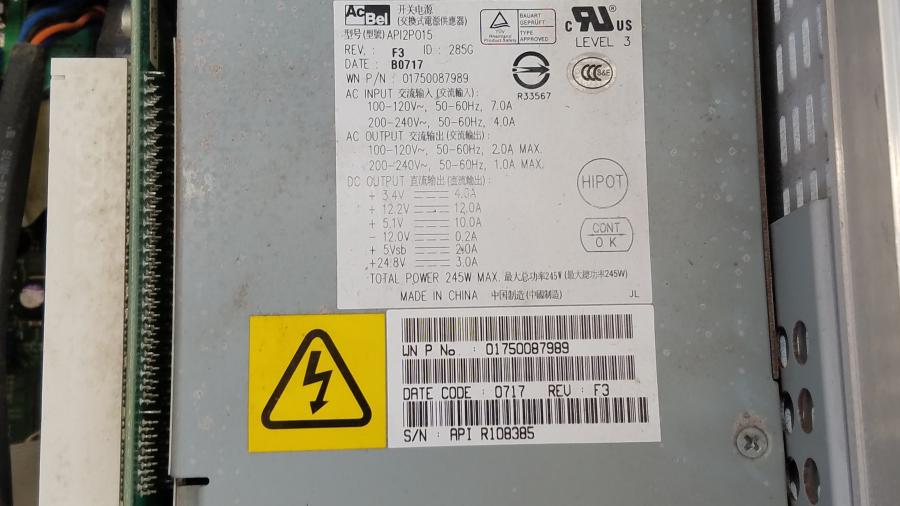 AcBel 开关电源
(交換式電源供應器)
型号(型號)API2PO15
REV. : F3 ID : 285G
DATE : B0717
WN P/N : 01750087989
AC INPUT 交流输入 (交流輸入) :
100-120V~, 50-60Hz, 7.0A
200-240V~, 50-60Hz, 4.0A
AC OUTPUT 交流输出 (交流輸出) :
100-120V~, 50-60Hz, 2.0A MAX.
200-240V~, 50-60Hz, 1.0A MAX.
DC OUTPUT 直流输出 (直流輸出) :
+ 3.4V 4.0A
+ 12.2V 12.0A
+ 5.1V 10.0A
- 12.0V 0.2A
+ 5Vsb 2.0A
+24.8V 3.0A
TOTAL POWER 245W MAX. 最大总功率245W (最大總功率245W)
MADE IN CHINA 中国制造 (中國制造) JL
TÜV
Rheinland
Product Safety
BAUART
GEPRÜFT
TYPE
APPROVED
C RU US
LEVEL 3
R33567
CCC S&E
HIPOT
CONT
OK
WN P No. : 01750087989
DATE CODE : 0717 REV : F3
S/N : API R108385